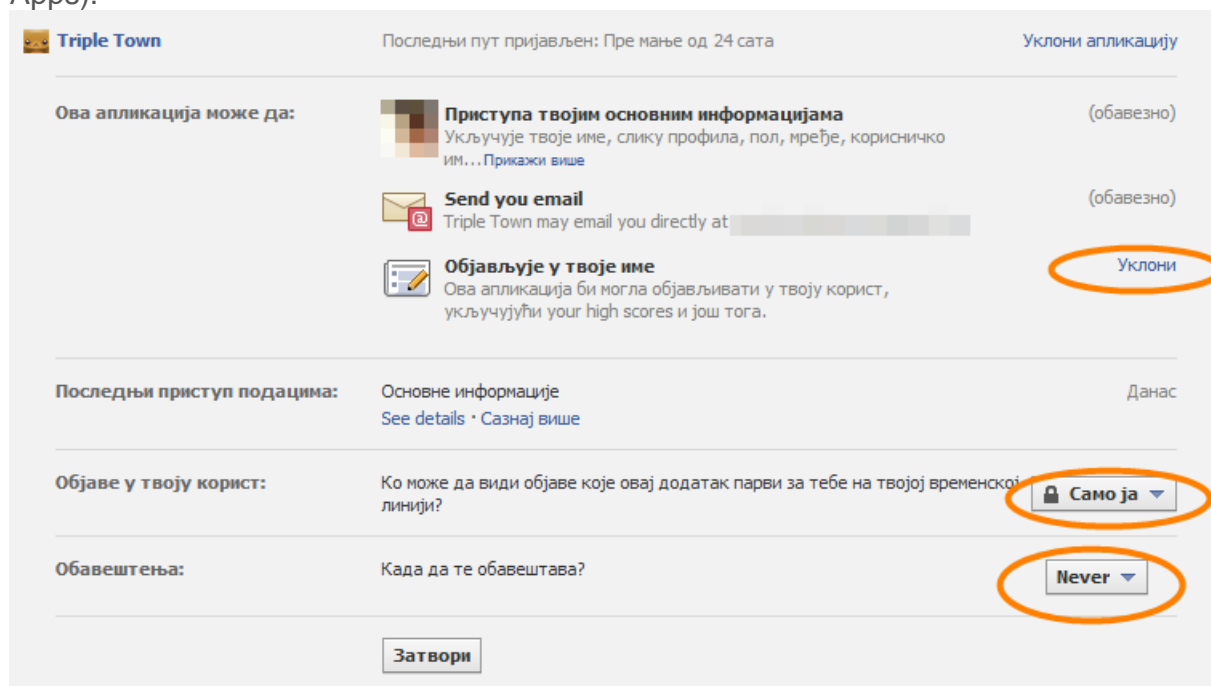 Apps).
Triple Town Последњи пут пријављен: Пре мање од 24 сата Уклони апликацију
Ова апликација може да: Приступа твојим основним информацијама (обавезно)
Укључује твоје име, слику профила, пол, мређе, корисничко
им...Прикажи више
Send you email (обавезно)
Triple Town may email you directly at
Објављује у твоје име Уклони
Ова апликација би могла објављивати у твоју корист,
укључујући your high scores и још тога.
Последњи приступ подацима: Основне информације Данас
See details · Сазнај више
Објаве у твоју корист: Ко може да види објаве које овај додатак парви за тебе на твојој временској Само ја
линији?
Обавештења: Када да те обавештава? Never
Затвори